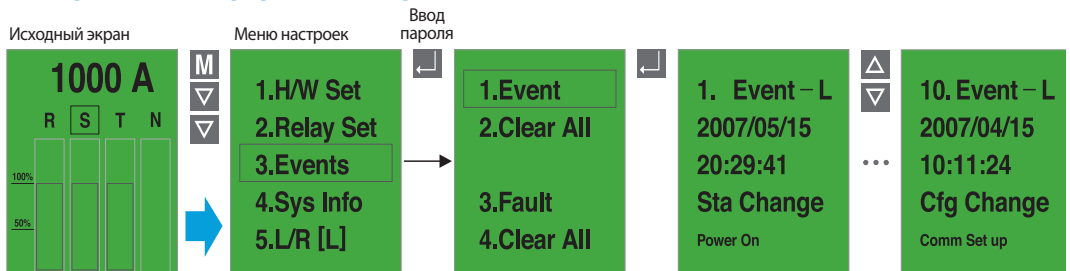 Исходный экран
1000 A
R S T N
100%
50%
M
Меню настроек
1.H/W Set
2.Relay Set
3.Events
4.Sys Info
5.L/R [L]
Ввод
пароля
1.Event
2.Clear All
3.Fault
4.Clear All
1. Event – L
2007/05/15
20:29:41
Sta Change
Power On
...
10. Event – L
2007/04/15
10:11:24
Cfg Change
Comm Set up